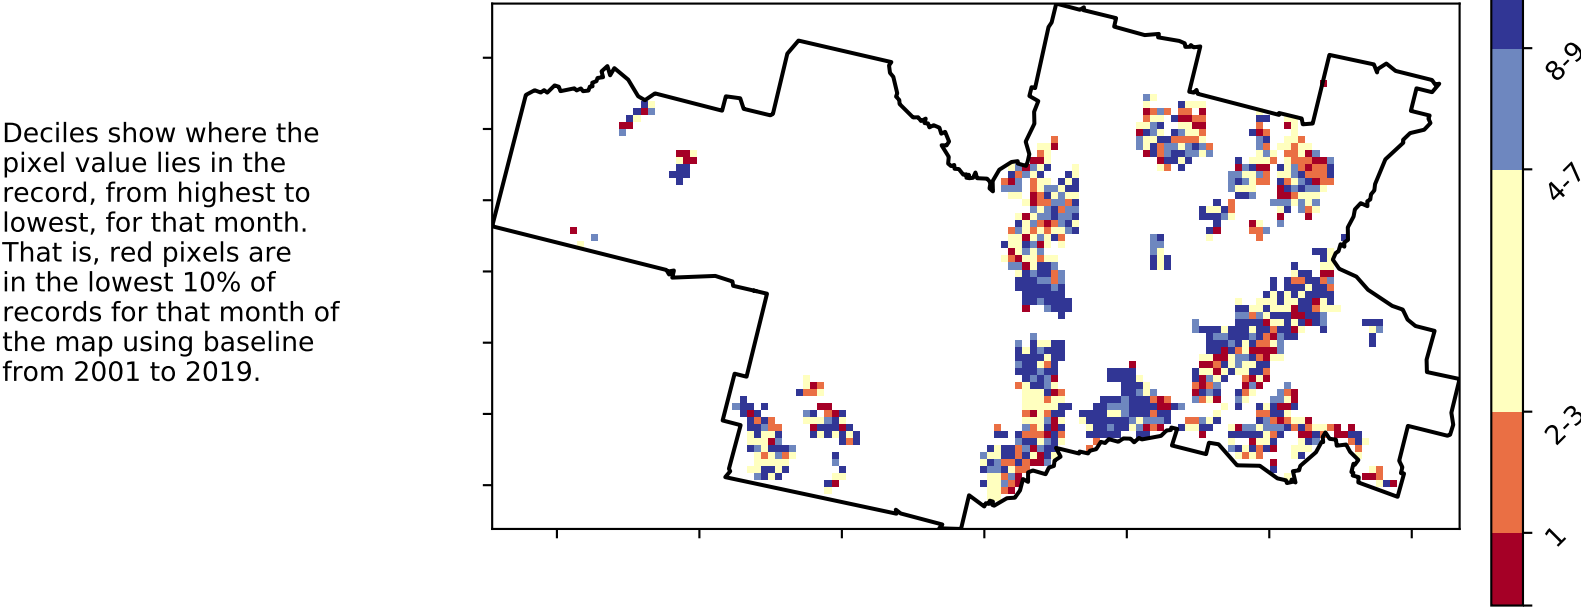 Deciles show where the
pixel value lies in the
record, from highest to
lowest, for that month.
That is, red pixels are
in the lowest 10% of
records for that month of
the map using baseline
from 2001 to 2019.
8-9
4-7
2-3
1